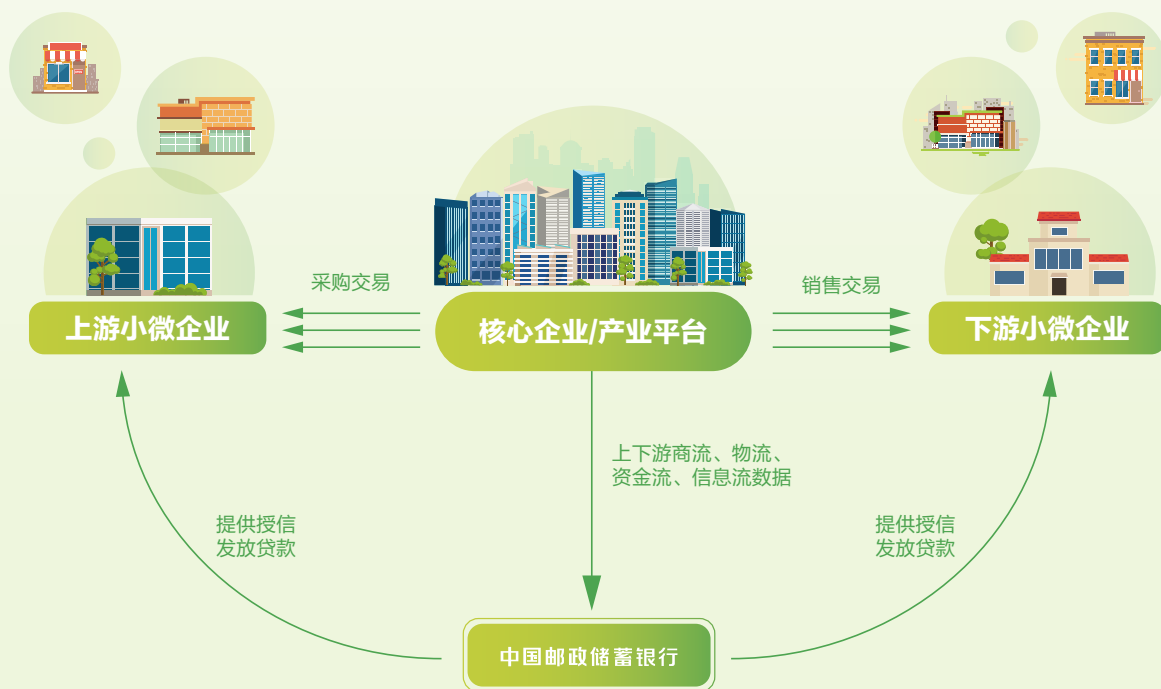 采购交易
销售交易
上游小微企业
核心企业/产业平台
下游小微企业
上下游商流、物流、
资金流、信息流数据
提供授信
发放贷款
提供授信
发放贷款
中国邮政储蓄银行